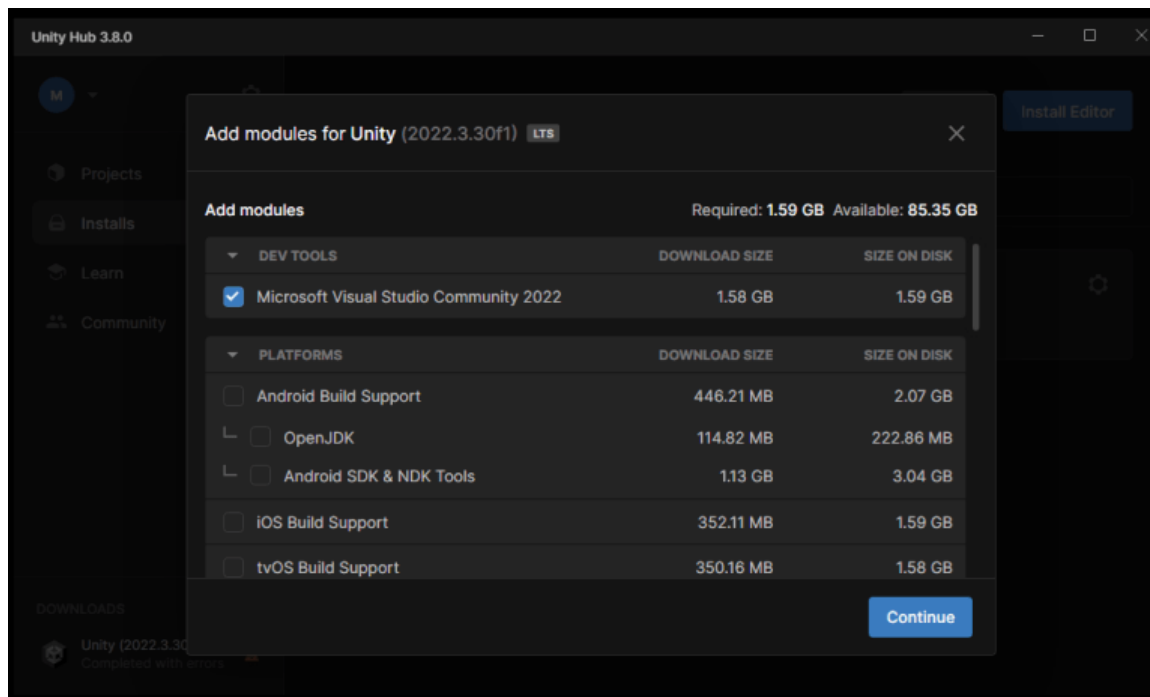 Unity Hub 3.8.0
M
Install Editor
Projects
Installs
Learn
Community
Add modules for Unity (2022.3.30f1) LTS
Add modules
Required: 1.59 GB Available: 85.35 GB
DEV TOOLS DOWNLOAD SIZE SIZE ON DISK
Microsoft Visual Studio Community 2022 1.58 GB 1.59 GB
PLATFORMS DOWNLOAD SIZE SIZE ON DISK
Android Build Support 446.21 MB 2.07 GB
OpenJDK 114.82 MB 222.86 MB
Android SDK & NDK Tools 1.13 GB 3.04 GB
iOS Build Support 352.11 MB 1.59 GB
tvOS Build Support 350.16 MB 1.58 GB
Continue
DOWNLOADS
Unity (2022.3.30
Completed with errors